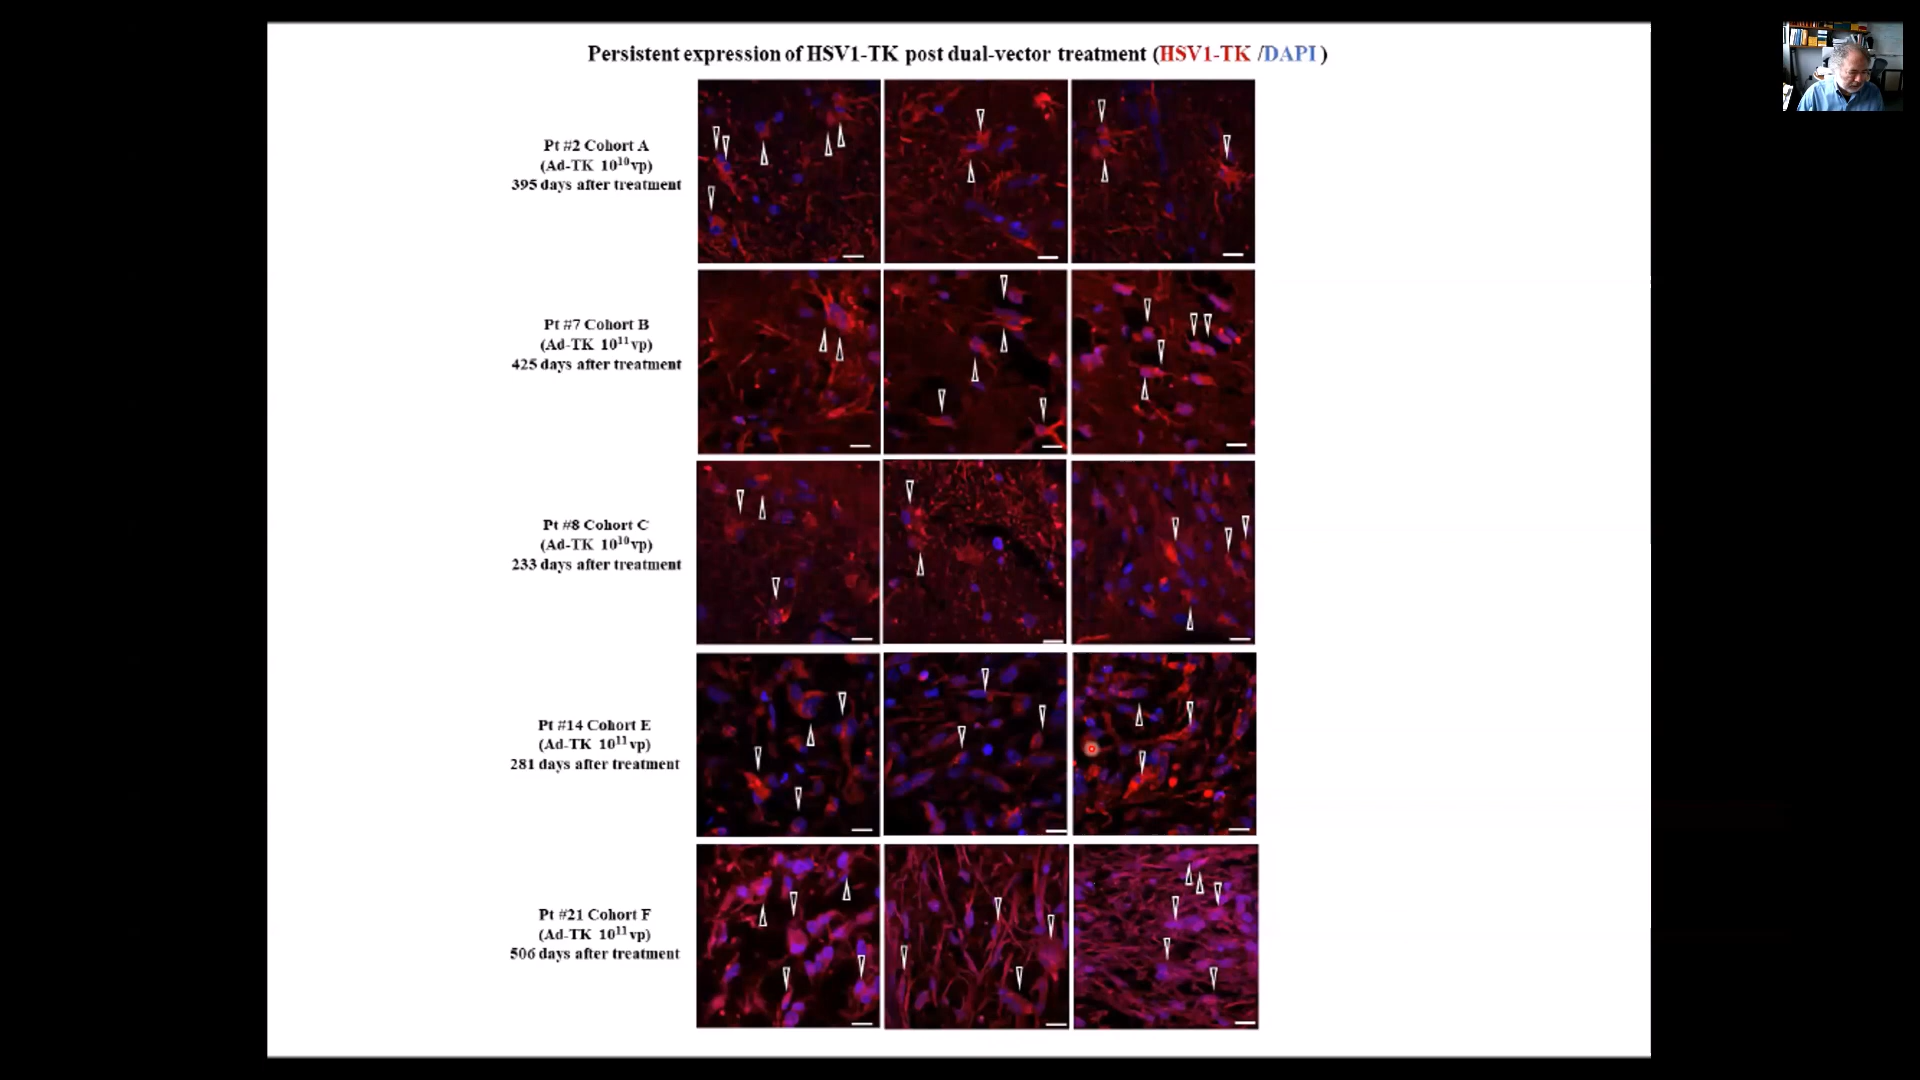 Persistent expression of HSV1-TK post dual-vector treatment (HSV1-TK /DAPI )
Pt #2 Cohort A
(Ad-TK 10¹⁰vp)
395 days after treatment
Pt #7 Cohort B
(Ad-TK 10¹¹vp)
425 days after treatment
Pt #8 Cohort C
(Ad-TK 10¹⁰vp)
233 days after treatment
Pt #14 Cohort E
(Ad-TK 10¹¹vp)
281 days after treatment
Pt #21 Cohort F
(Ad-TK 10¹¹vp)
506 days after treatment